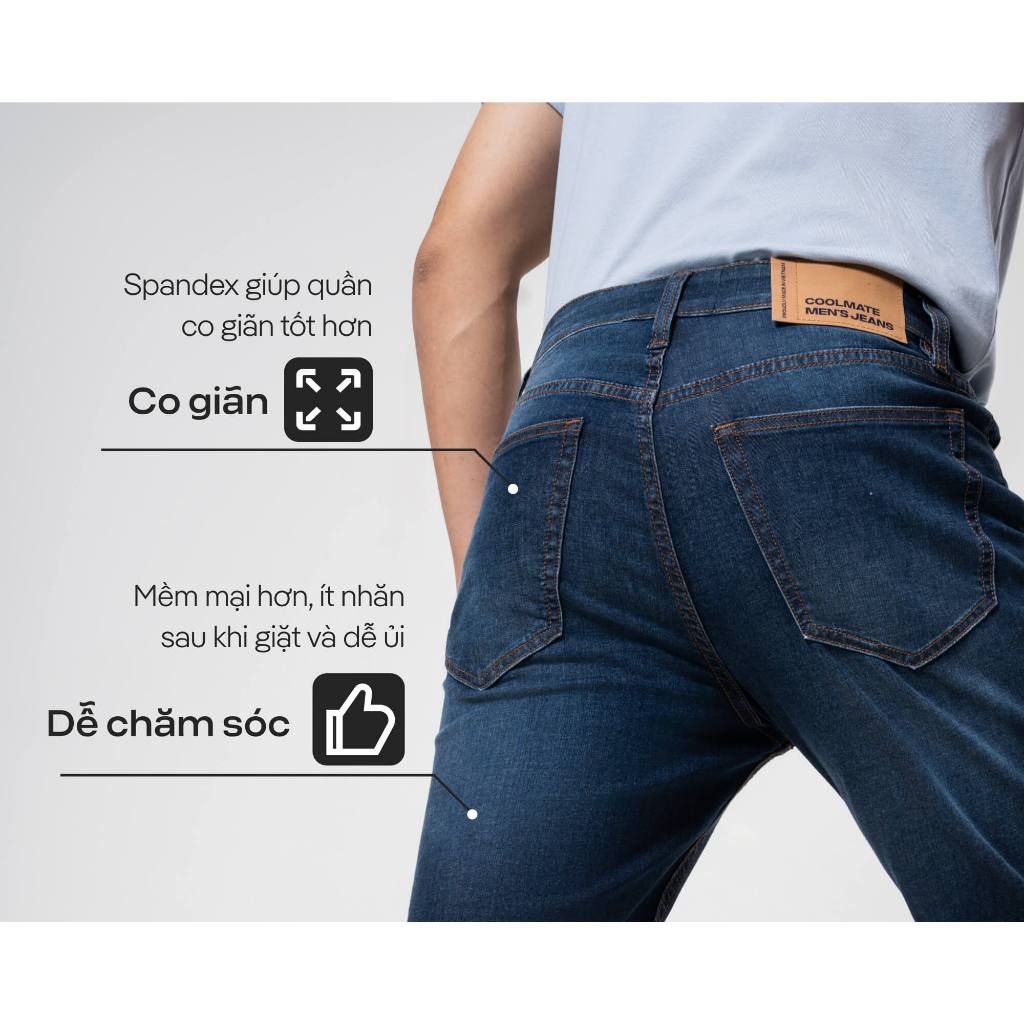 Spandex giúp quần
co giãn tốt hơn
Co giãn
Mềm mại hơn, ít nhăn
sau khi giặt và dễ ủi
Dễ chăm sóc
COOLMATE
MEN'S JEANS